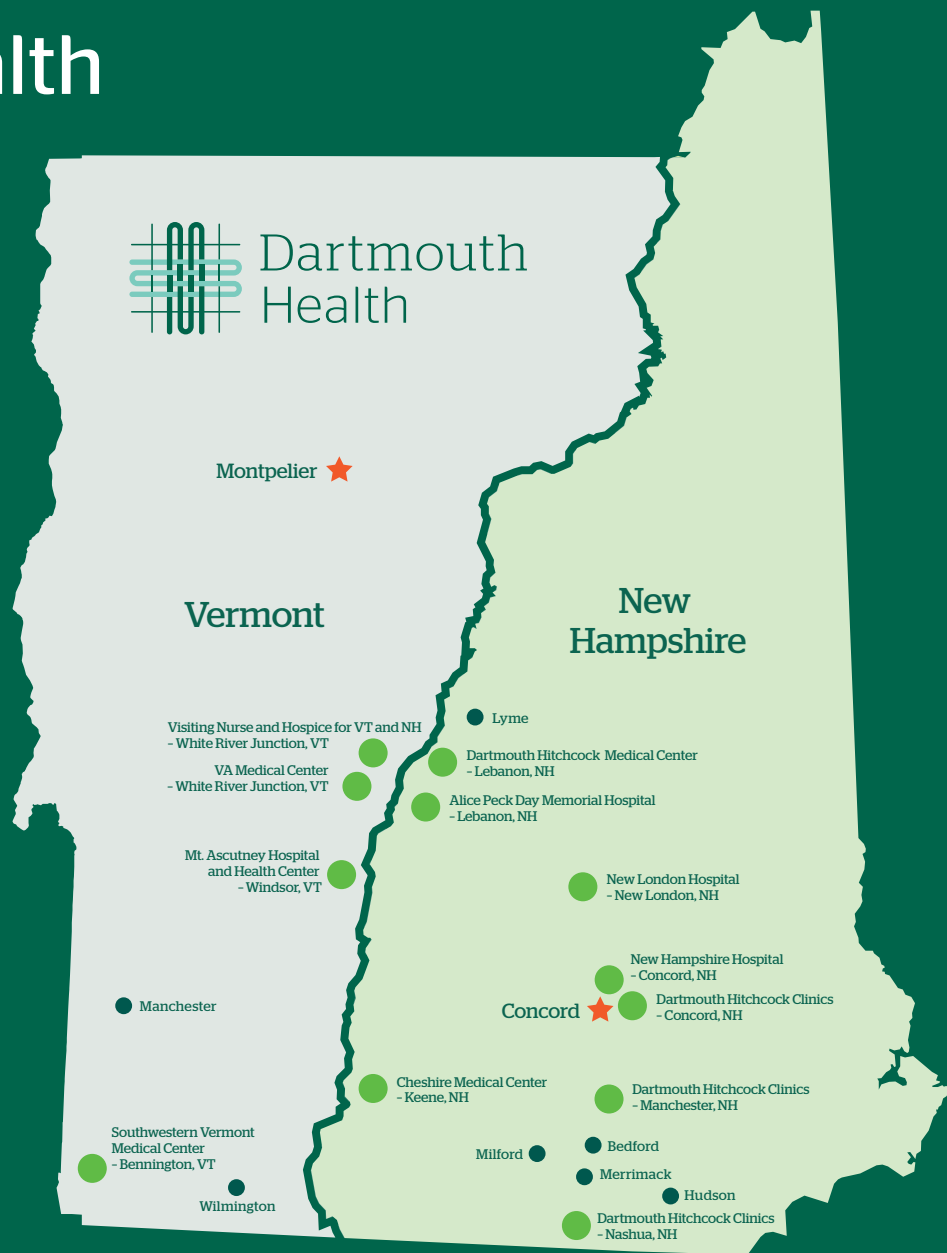 Dartmouth
Health
Montpelier
Vermont
New
Hampshire
Lyme
Visiting Nurse and Hospice for VT and NH
– White River Junction, VT
Dartmouth Hitchcock Medical Center
– Lebanon, NH
VA Medical Center
– White River Junction, VT
Alice Peck Day Memorial Hospital
– Lebanon, NH
Mt. Ascutney Hospital
and Health Center
– Windsor, VT
New London Hospital
– New London, NH
New Hampshire Hospital
– Concord, NH
Concord
Dartmouth Hitchcock Clinics
– Concord, NH
Manchester
Cheshire Medical Center
– Keene, NH
Dartmouth Hitchcock Clinics
– Manchester, NH
Southwestern Vermont
Medical Center
– Bennington, VT
Milford
Bedford
Merrimack
Wilmington
Hudson
Dartmouth Hitchcock Clinics
– Nashua, NH